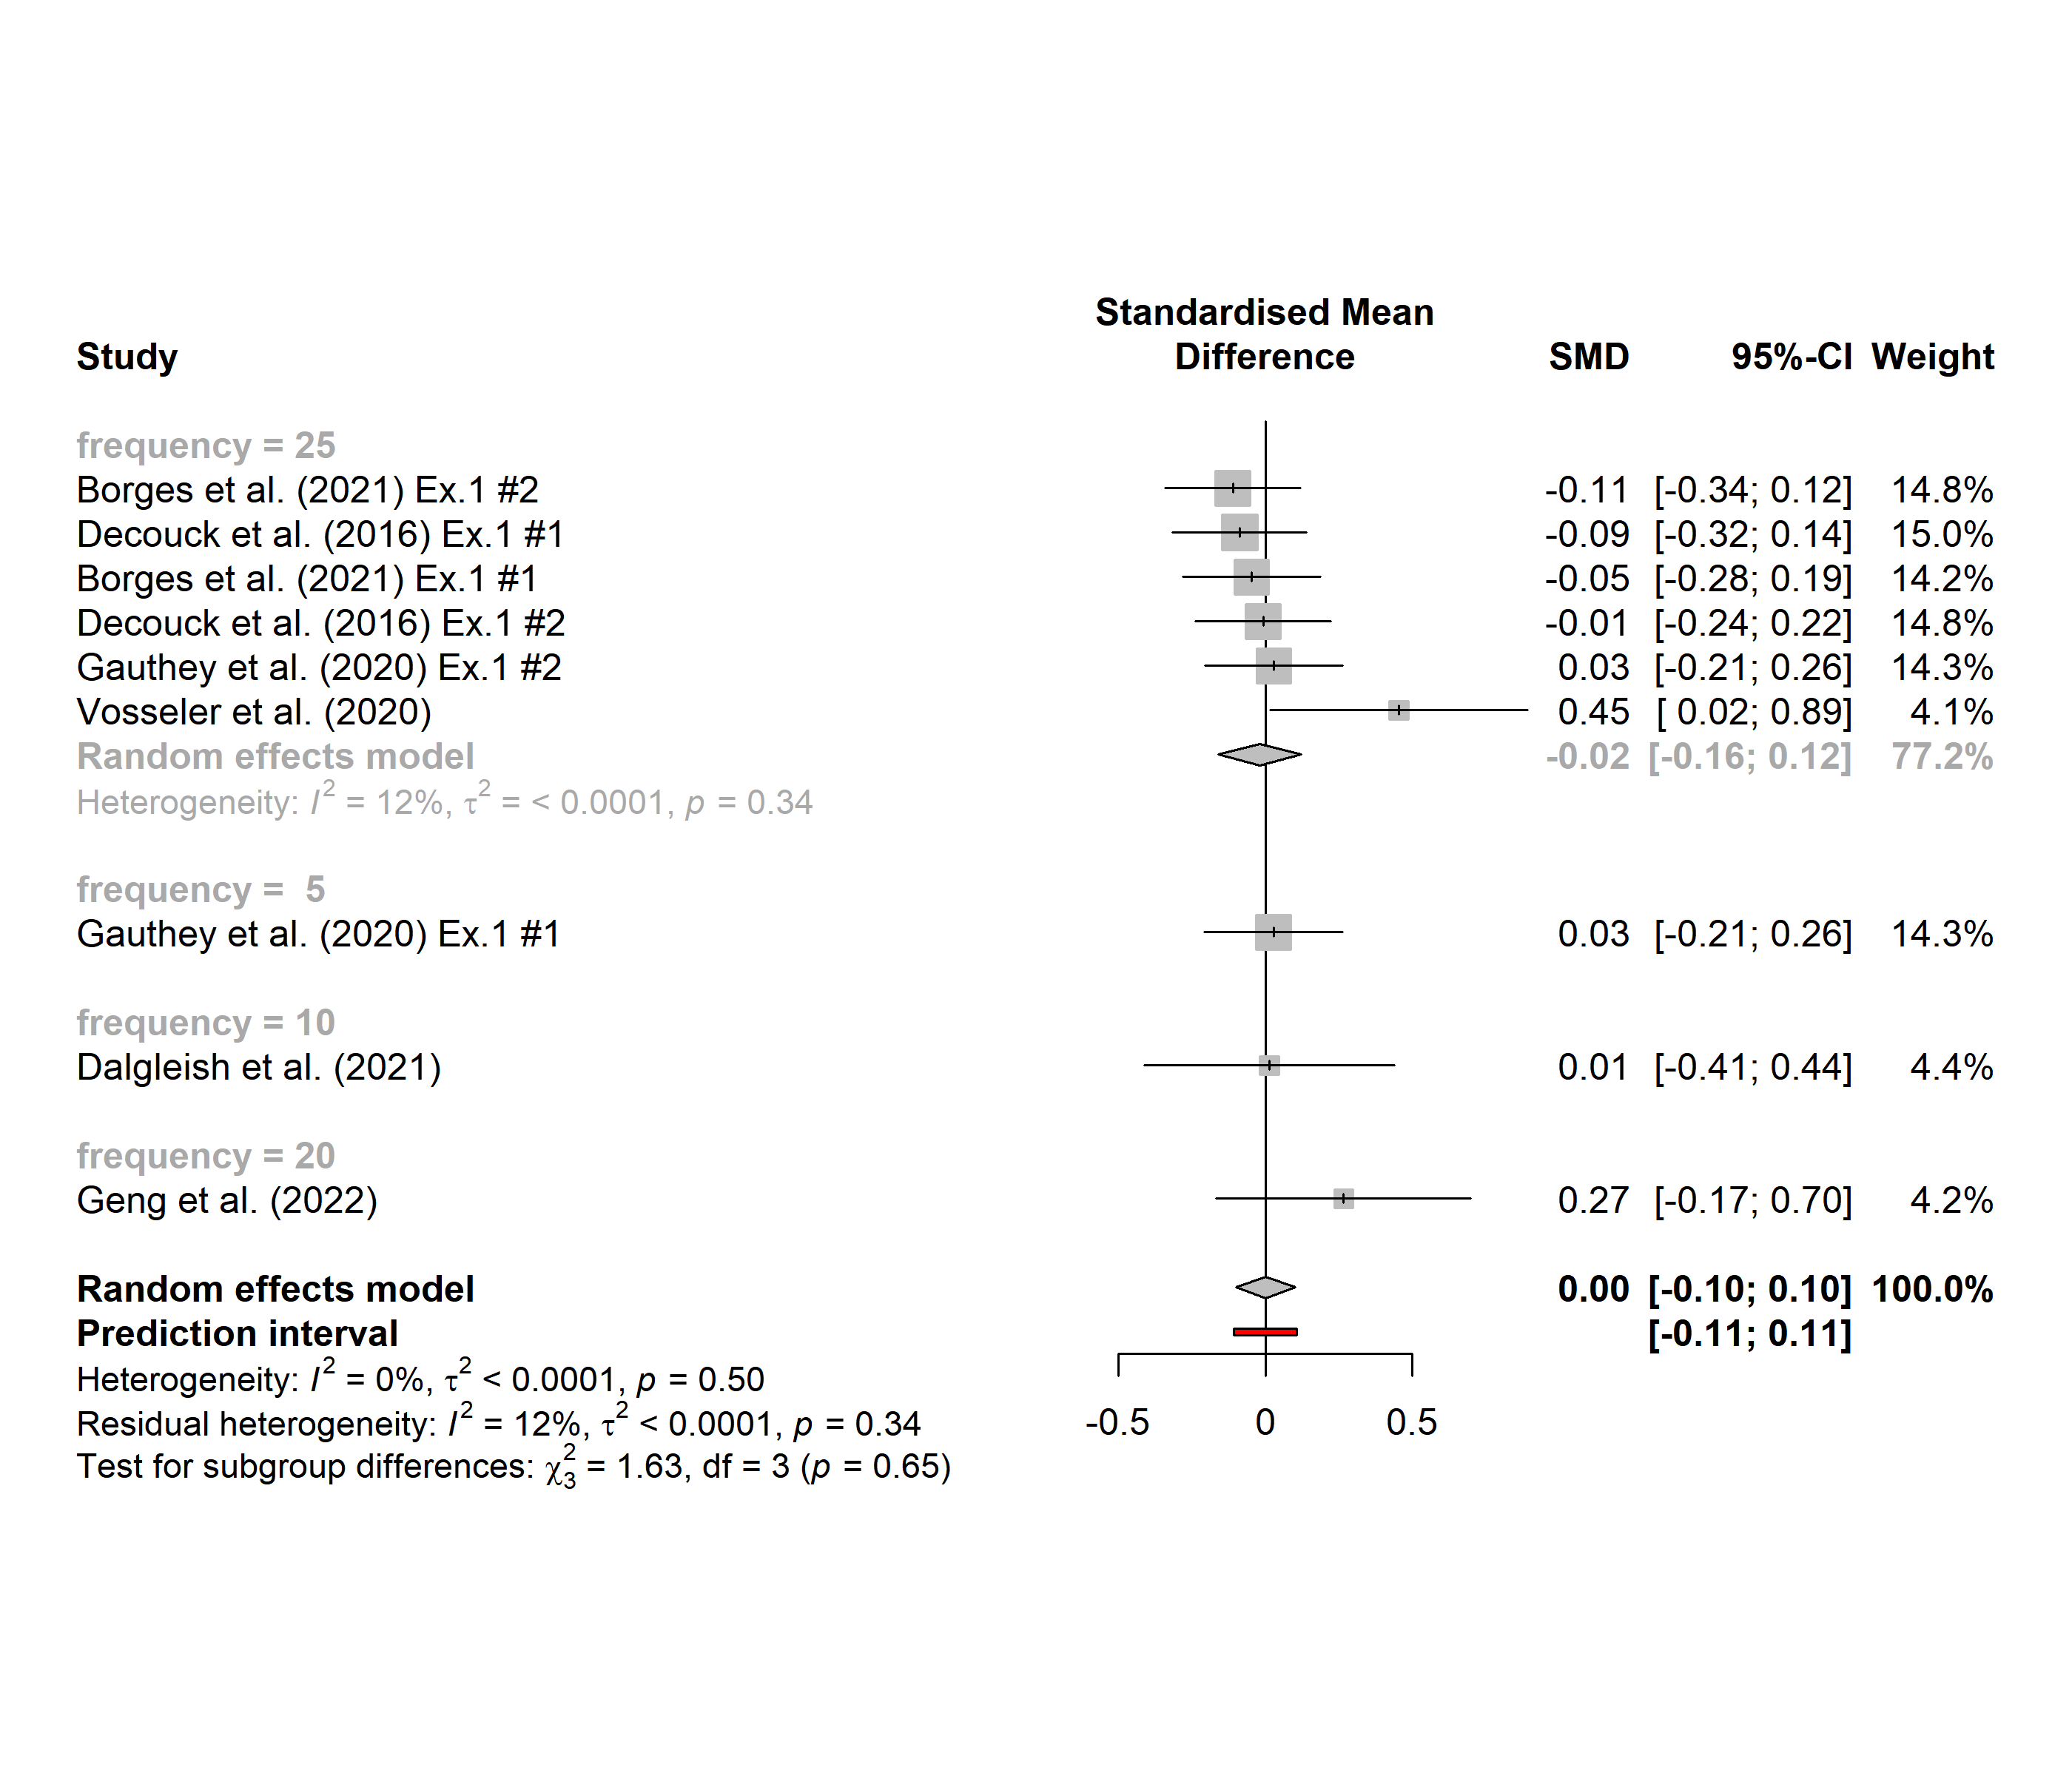 Standardised Mean
Study Difference SMD 95%-CI Weight
frequency = 25
Borges et al. (2021) Ex.1 #2 -0.11 [-0.34; 0.12] 14.8%
Decouck et al. (2016) Ex.1 #1 -0.09 [-0.32; 0.14] 15.0%
Borges et al. (2021) Ex.1 #1 -0.05 [-0.28; 0.19] 14.2%
Decouck et al. (2016) Ex.1 #2 -0.01 [-0.24; 0.22] 14.8%
Gauthey et al. (2020) Ex.1 #2 0.03 [-0.21; 0.26] 14.3%
Vosseler et al. (2020) 0.45 [ 0.02; 0.89] 4.1%
Random effects model -0.02 [-0.16; 0.12] 77.2%
Heterogeneity: I² = 12%, τ² = < 0.0001, p = 0.34
frequency =  5
Gauthey et al. (2020) Ex.1 #1 0.03 [-0.21; 0.26] 14.3%
frequency = 10
Dalgleish et al. (2021) 0.01 [-0.41; 0.44] 4.4%
frequency = 20
Geng et al. (2022) 0.27 [-0.17; 0.70] 4.2%
Random effects model 0.00 [-0.10; 0.10] 100.0%
Prediction interval [-0.11; 0.11]
Heterogeneity: I² = 0%, τ² < 0.0001, p = 0.50
Residual heterogeneity: I² = 12%, τ² < 0.0001, p = 0.34
-0.5 0 0.5
Test for subgroup differences: χ²₃ = 1.63, df = 3 (p = 0.65)